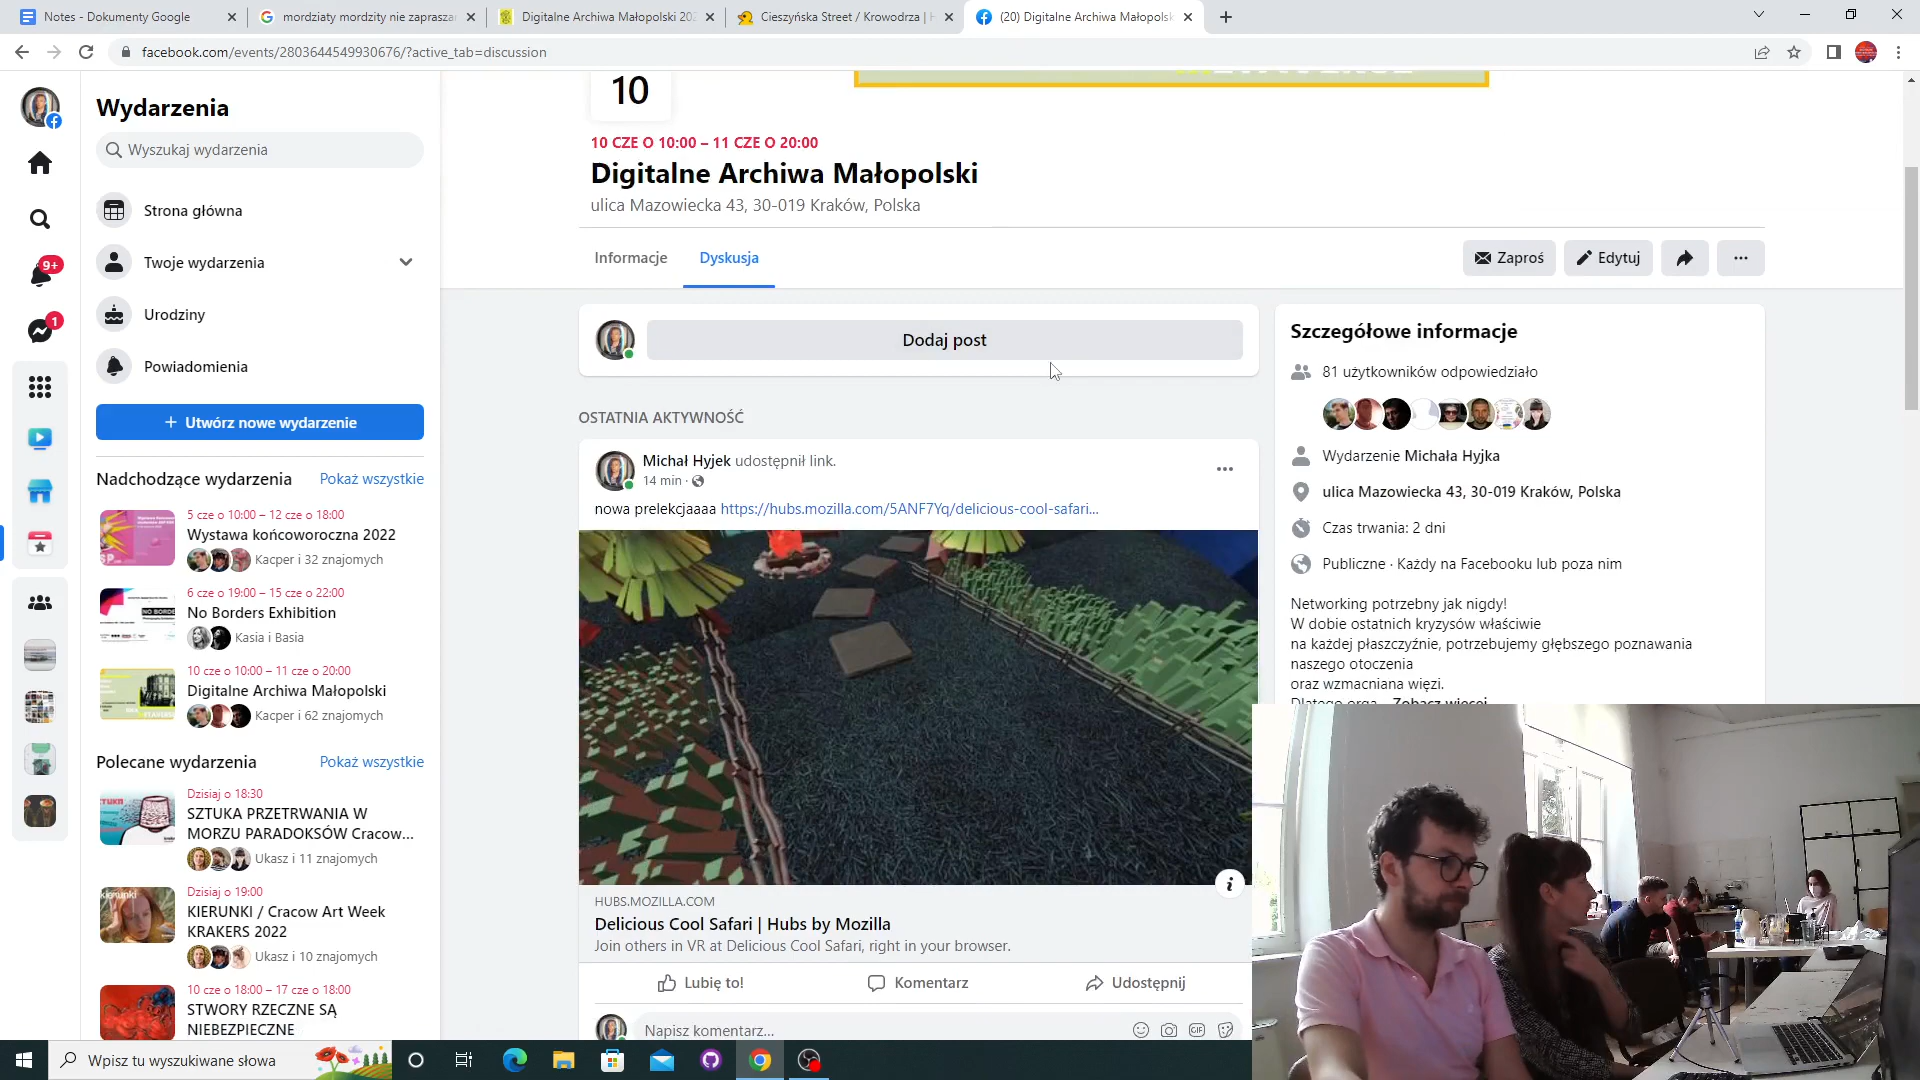 Notes - Dokumenty Google
mordziaty mordzity nie zaprasza
Digitalne Archiwa Małopolski 202
Cieszyńska Street / Krowodrza | H
(20) Digitalne Archiwa Małopolsk
facebook.com/events/2803644549930676/?active_tab=discussion
Wydarzenia
Wyszukaj wydarzenia
Strona główna
Twoje wydarzenia
Urodziny
Powiadomienia
9+
1
+ Utwórz nowe wydarzenie
Nadchodzące wydarzenia
Pokaż wszystkie
5 cze o 10:00 – 12 cze o 18:00
Wystawa końcoworoczna 2022
Kacper i 32 znajomych
6 cze o 19:00 – 15 cze o 22:00
No Borders Exhibition
Kasia i Basia
10 cze o 10:00 – 11 cze o 20:00
Digitalne Archiwa Małopolski
Kacper i 62 znajomych
Polecane wydarzenia
Pokaż wszystkie
Dzisiaj o 18:30
SZTUKA PRZETRWANIA W
MORZU PARADOKSÓW Cracow...
Ukasz i 11 znajomych
Dzisiaj o 19:00
KIERUNKI / Cracow Art Week
KRAKERS 2022
Ukasz i 10 znajomych
10 cze o 18:00 – 17 cze o 18:00
STWORY RZECZNE SĄ
NIEBEZPIECZNE
10
10 CZE O 10:00 – 11 CZE O 20:00
Digitalne Archiwa Małopolski
ulica Mazowiecka 43, 30-019 Kraków, Polska
Informacje
Dyskusja
Zaproś
Edytuj
Dodaj post
OSTATNIA AKTYWNOŚĆ
Michał Hyjek udostępnił link.
14 min ·
nowa prelekcjaaaa https://hubs.mozilla.com/5ANF7Yq/delicious-cool-safari...
HUBS.MOZILLA.COM
Delicious Cool Safari | Hubs by Mozilla
Join others in VR at Delicious Cool Safari, right in your browser.
Lubię to!
Komentarz
Udostępnij
Napisz komentarz...
GIF
Szczegółowe informacje
81 użytkowników odpowiedziało
Wydarzenie Michała Hyjka
ulica Mazowiecka 43, 30-019 Kraków, Polska
Czas trwania: 2 dni
Publiczne · Każdy na Facebooku lub poza nim
Networking potrzebny jak nigdy!
W dobie ostatnich kryzysów właściwie
na każdej płaszczyźnie, potrzebujemy głębszego poznawania
naszego otoczenia
oraz wzmacniana więzi.
Dlatego orga... Zobacz więcej
Wpisz tu wyszukiwane słowa